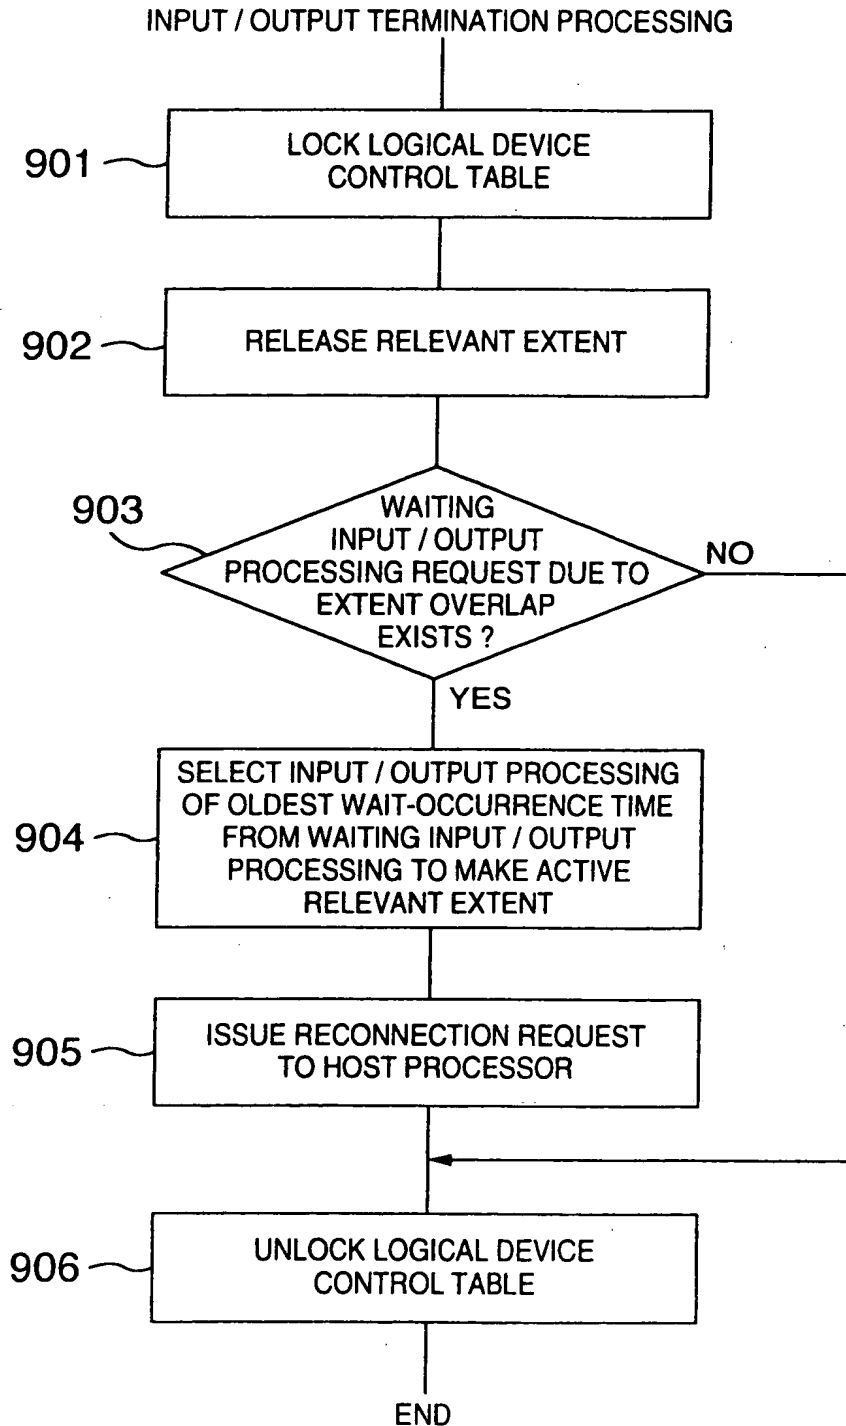 INPUT / OUTPUT TERMINATION PROCESSING
901
LOCK LOGICAL DEVICE
CONTROL TABLE
902
RELEASE RELEVANT EXTENT
903
WAITING
INPUT / OUTPUT
PROCESSING REQUEST DUE TO
EXTENT OVERLAP
EXISTS ?
NO
YES
904
SELECT INPUT / OUTPUT PROCESSING
OF OLDEST WAIT-OCCURRENCE TIME
FROM WAITING INPUT / OUTPUT
PROCESSING TO MAKE ACTIVE
RELEVANT EXTENT
905
ISSUE RECONNECTION REQUEST
TO HOST PROCESSOR
906
UNLOCK LOGICAL DEVICE
CONTROL TABLE
END